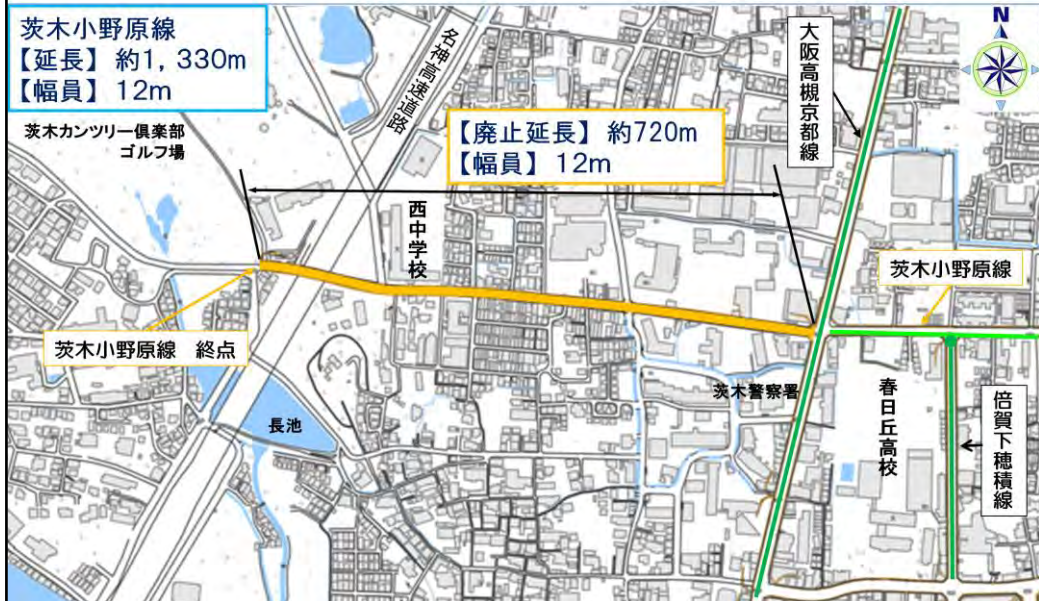 茨木小野原線
【延長】 約1,330m
【幅員】 12m
茨木カンツリー倶楽部
ゴルフ場
名神高速道路
【廃止延長】 約720m
【幅員】 12m
大阪高槻京都線
N
西中学校
茨木小野原線
茨木小野原線 終点
茨木警察署
長池
春日丘高校
倍賀下穂積線